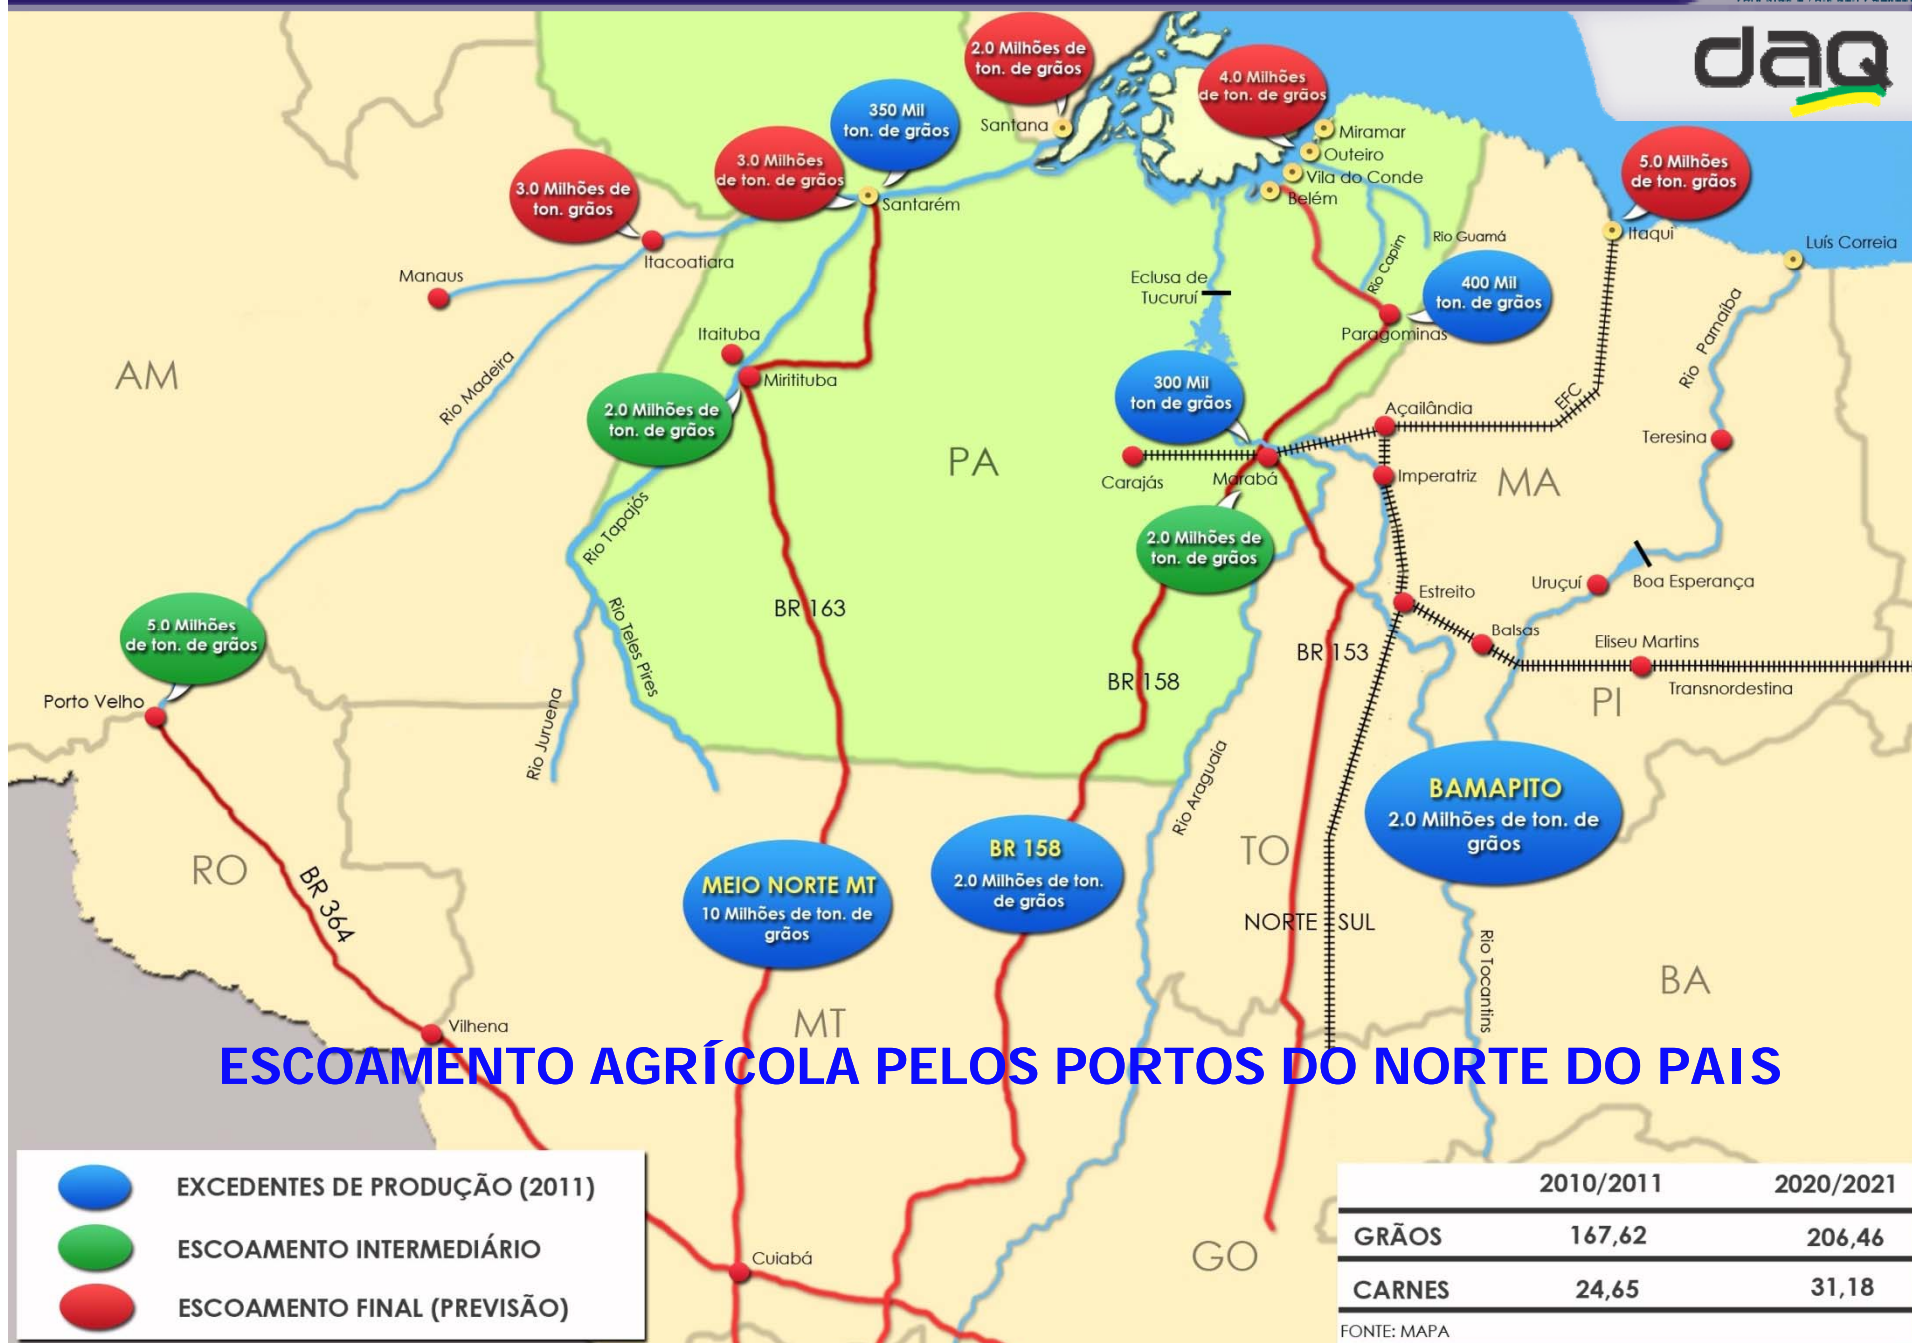 daQ
2.0 Milhões de
ton. de grãos
4.0 Milhões
de ton. de grãos
350 Mil
ton. de grãos
Santana
Miramar
Outeiro
Vila do Conde
Belém
3.0 Milhões
de ton. de grãos
5.0 Milhões
de ton. de grãos
3.0 Milhões de
ton. grãos
Santarém
Itacoatiara
Itaqui
Luís Correia
Rio Guamá
Rio Capim
Manaus
Eclusa de
Tucuruí
400 Mil
ton. de grãos
Itaituba
Paragominas
Rio Parnaíba
AM
Rio Madeira
Miritituba
300 Mil
ton de grãos
EFC
2.0 Milhões de
ton. de grãos
Açailândia
Teresina
PA
Carajás
Marabá
Imperatriz
MA
Rio Tapajós
2.0 Milhões de
ton. de grãos
Uruçuí
Boa Esperança
Estreito
BR 163
Rio Teles Pires
5.0 Milhões
de ton. de grãos
Balsas
Eliseu Martins
BR 153
BR 158
Transnordestina
PI
Porto Velho
Rio Juruena
Rio Araguaia
BAMAPITO
2.0 Milhões de ton. de
grãos
RO
BR 364
TO
BR 158
2.0 Milhões de ton.
de grãos
MEIO NORTE MT
10 Milhões de ton. de
grãos
NORTE SUL
Rio Tocantins
BA
MT
Vilhena
ESCOAMENTO AGRÍCOLA PELOS PORTOS DO NORTE DO PAIS
EXCEDENTES DE PRODUÇÃO (2011)
ESCOAMENTO INTERMEDIÁRIO
ESCOAMENTO FINAL (PREVISÃO)
Cuiabá
GO
2010/2011 2020/2021
GRÃOS 167,62 206,46
CARNES 24,65 31,18
FONTE: MAPA